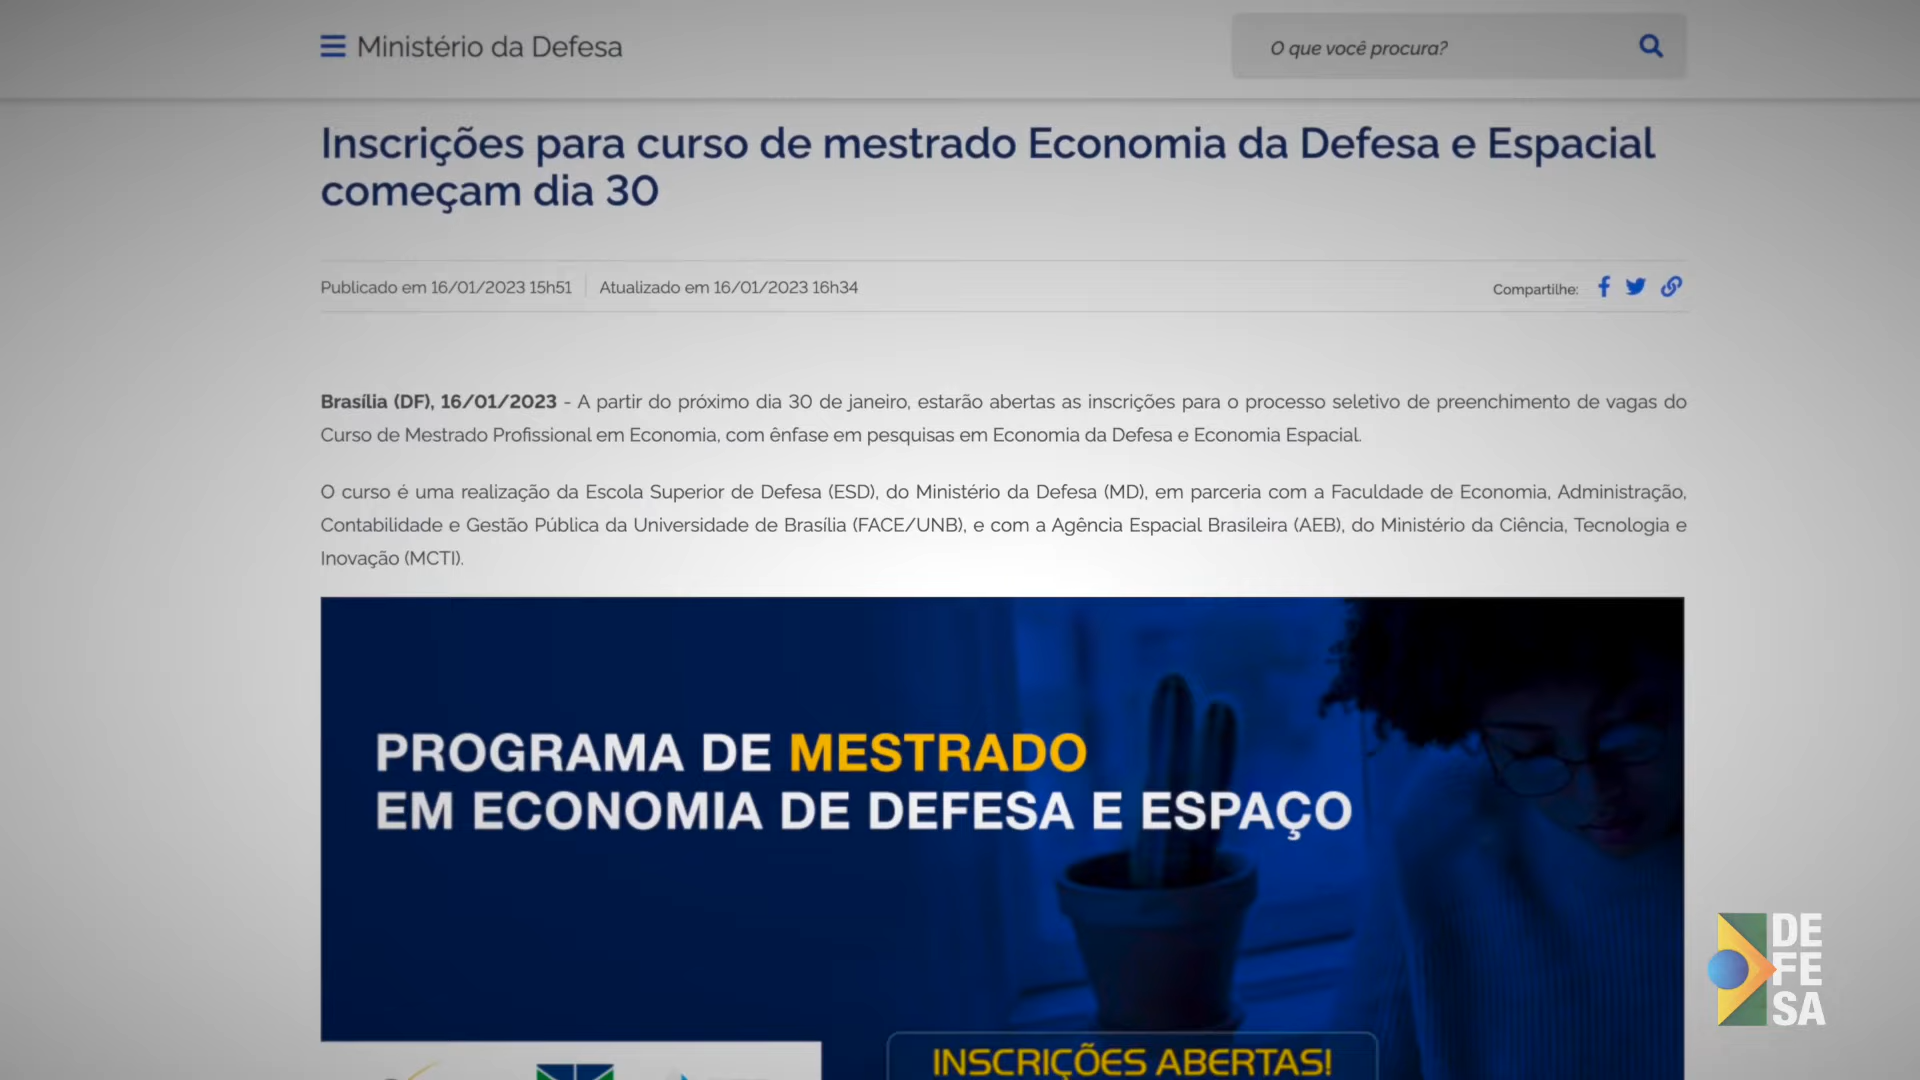 Ministério da Defesa
O que você procura?
Inscrições para curso de mestrado Economia da Defesa e Espacial
começam dia 30
Publicado em 16/01/2023 15h51
Atualizado em 16/01/2023 16h34
Compartilhe:
Brasília (DF), 16/01/2023 - A partir do próximo dia 30 de janeiro, estarão abertas as inscrições para o processo seletivo de preenchimento de vagas do
Curso de Mestrado Profissional em Economia, com ênfase em pesquisas em Economia da Defesa e Economia Espacial.
O curso é uma realização da Escola Superior de Defesa (ESD), do Ministério da Defesa (MD), em parceria com a Faculdade de Economia, Administração,
Contabilidade e Gestão Pública da Universidade de Brasília (FACE/UNB), e com a Agência Espacial Brasileira (AEB), do Ministério da Ciência, Tecnologia e
Inovação (MCTI).
PROGRAMA DE MESTRADO
EM ECONOMIA DE DEFESA E ESPAÇO
INSCRIÇÕES ABERTAS!
DE
FE
SA